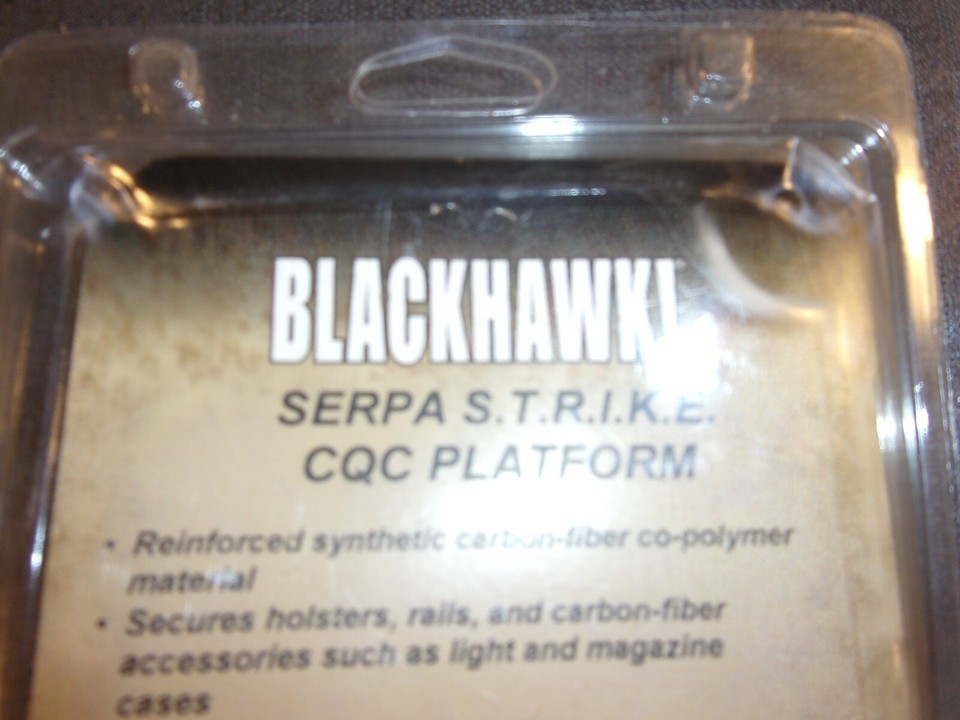 BLACKHAWK!
SERPA S.T.R.I.K.E.
CQC PLATFORM
• Reinforced synthetic carbon-fiber co-polymer
material
• Secures holsters, rails, and carbon-fiber
accessories such as light and magazine
cases